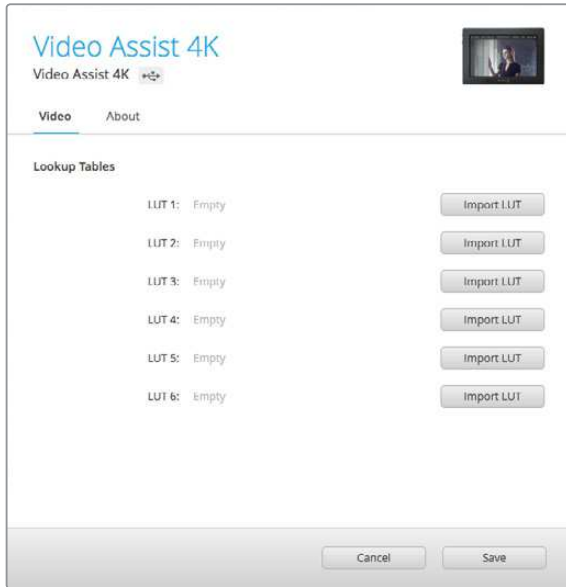 Video Assist 4K
Video Assist 4K
Video About
Lookup Tables
LUT 1: Empty Import LUT
LUT 2: Empty Import LUT
LUT 3: Empty Import LUT
LUT 4: Empty Import LUT
LUT 5: Empty Import LUT
LUT 6: Empty Import LUT
Cancel Save